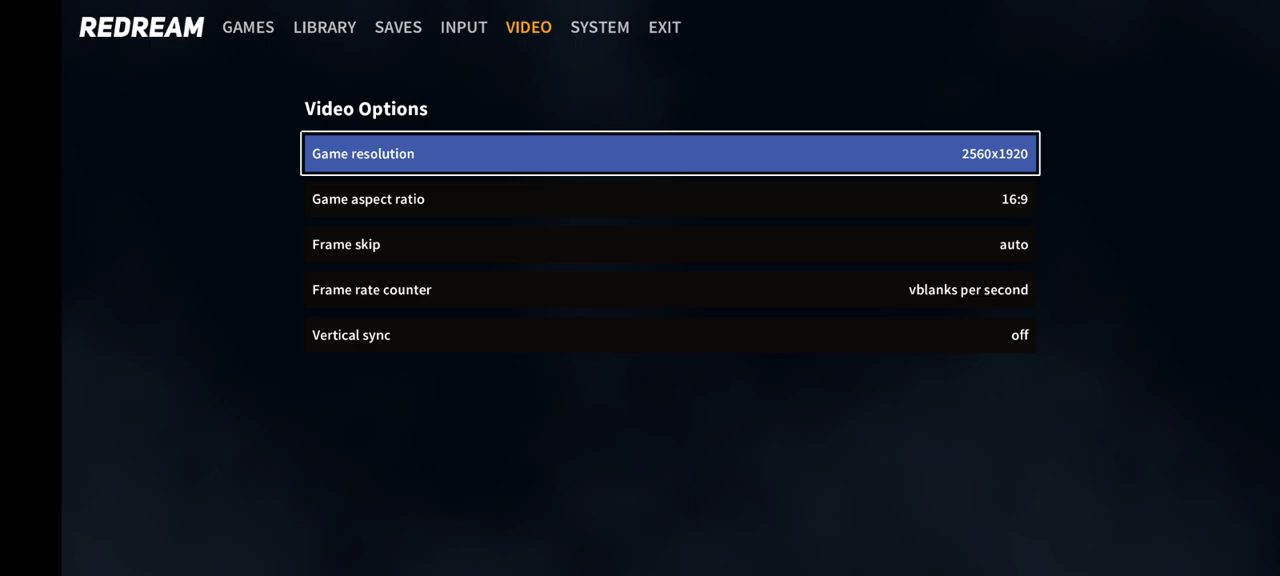 REDREAM GAMES LIBRARY SAVES INPUT VIDEO SYSTEM EXIT
Video Options
Game resolution 2560x1920
Game aspect ratio 16:9
Frame skip auto
Frame rate counter vblanks per second
Vertical sync off